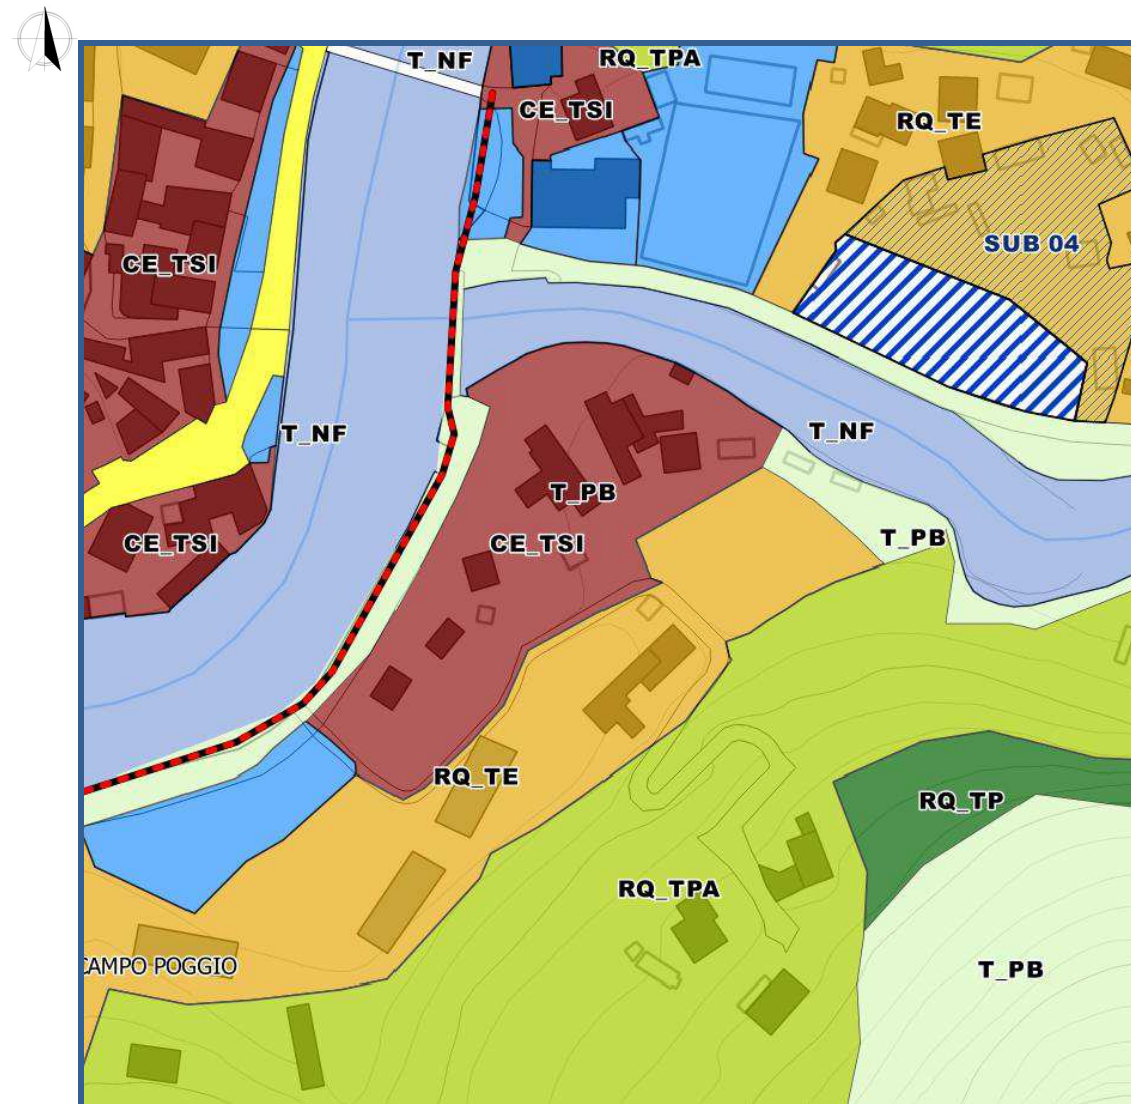 T_NF
RQ_TPA
CE_TSI
RQ_TE
SUB 04
CE_TSI
T_NF
T_NF
T_PB
CE_TSI
CE_TSI
T_PB
RQ_TE
RQ_TP
RQ_TPA
CAMPO POGGIO
T_PB